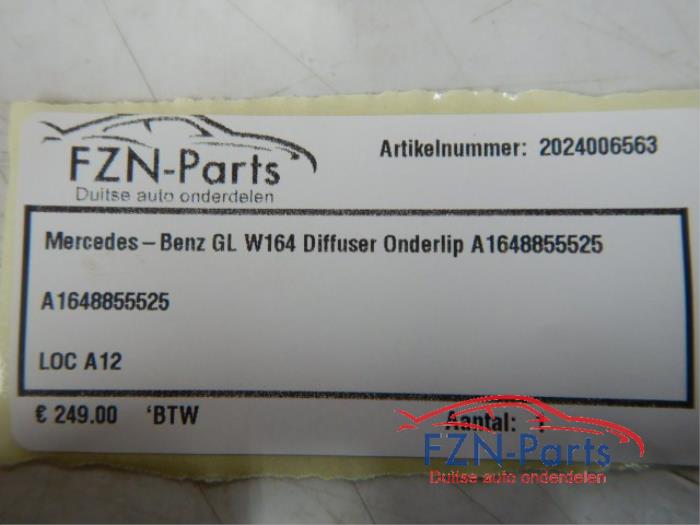 FZN-Parts
Duitse auto onderdelen
Artikelnummer: 2024006563
Mercedes-Benz GL W164 Diffuser Onderlip A1648855525
A1648855525
LOC A12
€ 249.00 ‘BTW
Aantal:
FZN-Parts
Duitse auto onderdelen